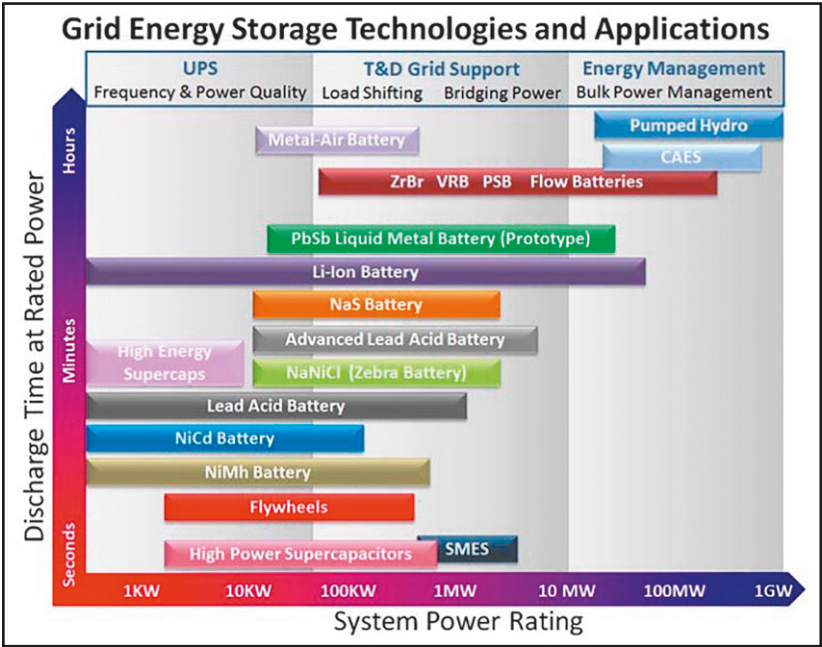 Grid Energy Storage Technologies and Applications
UPS
Frequency & Power Quality
T&D Grid Support
Load Shifting Bridging Power
Energy Management
Bulk Power Management
Discharge Time at Rated Power
Hours
Minutes
Seconds
Pumped Hydro
Metal-Air Battery
CAES
ZrBr VRB PSB Flow Batteries
PbSb Liquid Metal Battery (Prototype)
Li-Ion Battery
NaS Battery
Advanced Lead Acid Battery
High Energy
Supercaps
NaNiCl (Zebra Battery)
Lead Acid Battery
NiCd Battery
NiMh Battery
Flywheels
High Power Supercapacitors
SMES
1KW 10KW 100KW 1MW 10 MW 100MW 1GW
System Power Rating